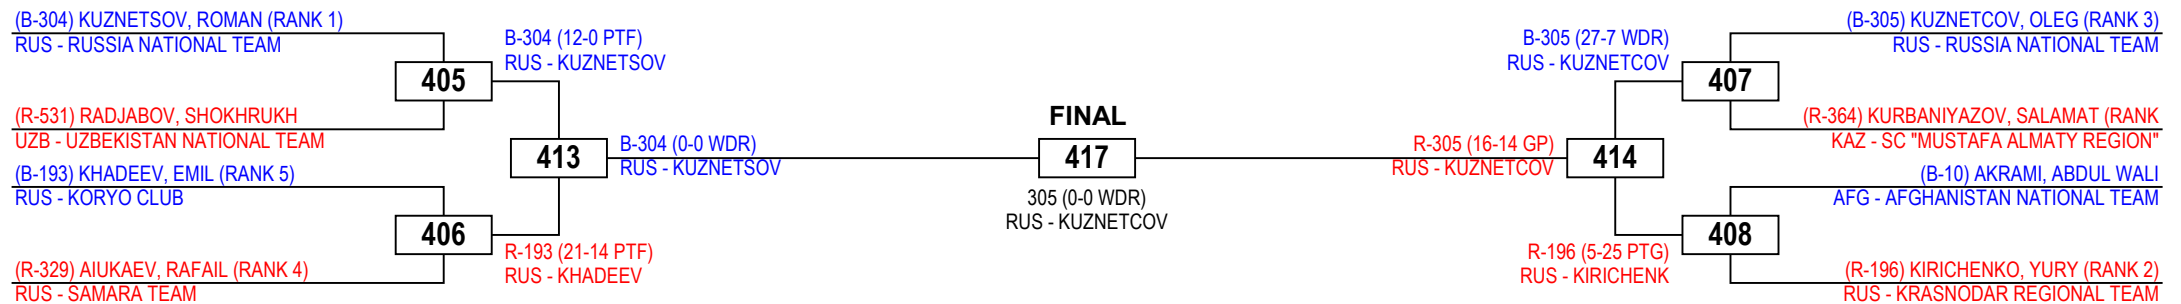 (B-304) KUZNETSOV, ROMAN (RANK 1)
RUS - RUSSIA NATIONAL TEAM
405
(R-531) RADJABOV, SHOKHRUKH
UZB - UZBEKISTAN NATIONAL TEAM
B-304 (12-0 PTF)
RUS - KUZNETSOV
(B-193) KHADEEV, EMIL (RANK 5)
RUS - KORYO CLUB
406
(R-329) AIUKAEV, RAFAIL (RANK 4)
RUS - SAMARA TEAM
R-193 (21-14 PTF)
RUS - KHADEEV
413
B-304 (0-0 WDR)
RUS - KUZNETSOV
FINAL
417
305 (0-0 WDR)
RUS - KUZNETCOV
R-305 (16-14 GP)
RUS - KUZNETCOV
414
B-305 (27-7 WDR)
RUS - KUZNETCOV
(B-305) KUZNETCOV, OLEG (RANK 3)
RUS - RUSSIA NATIONAL TEAM
407
(R-364) KURBANIYAZOV, SALAMAT (RANK
KAZ - SC "MUSTAFA ALMATY REGION"
R-196 (5-25 PTG)
RUS - KIRICHENK
(B-10) AKRAMI, ABDUL WALI
AFG - AFGHANISTAN NATIONAL TEAM
408
(R-196) KIRICHENKO, YURY (RANK 2)
RUS - KRASNODAR REGIONAL TEAM